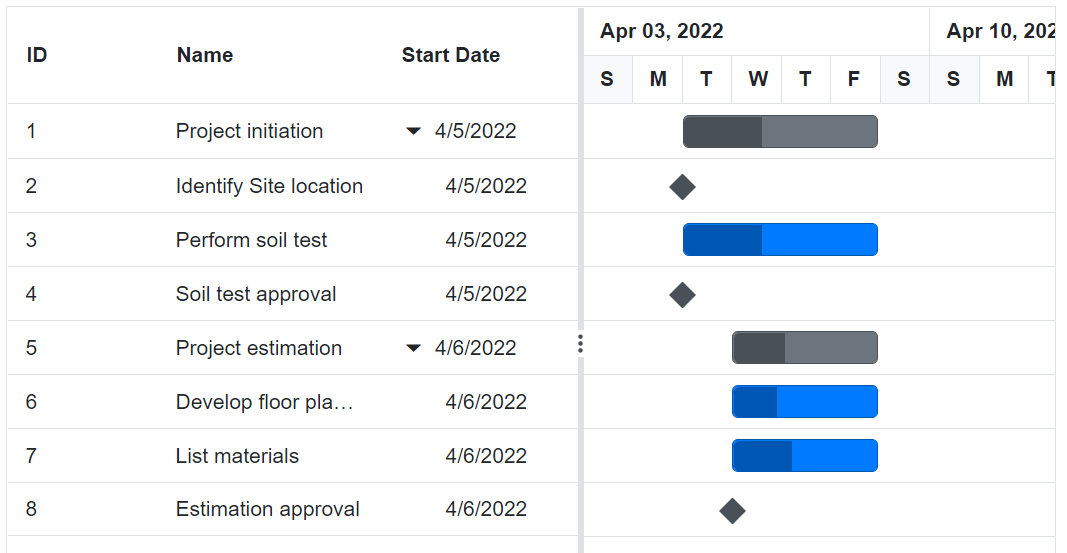 ID Name Start Date Apr 03, 2022 Apr 10, 202
S M T W T F S S M T
1 Project initiation 4/5/2022
2 Identify Site location 4/5/2022
3 Perform soil test 4/5/2022
4 Soil test approval 4/5/2022
5 Project estimation 4/6/2022
6 Develop floor pla… 4/6/2022
7 List materials 4/6/2022
8 Estimation approval 4/6/2022